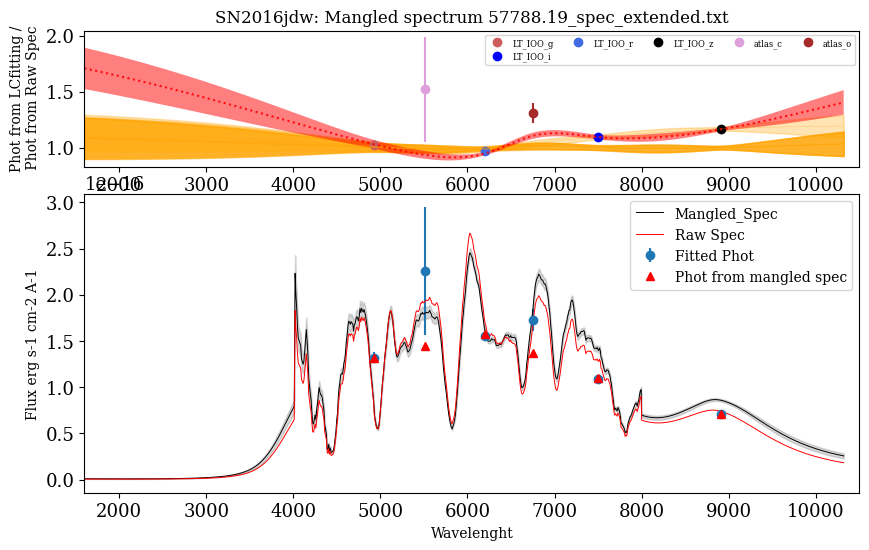 SN2016jdw: Mangled spectrum 57788.19_spec_extended.txt
Phot from LCfitting /
Phot from Raw Spec
2.0
1.5
1.0
LT_IOO_g
LT_IOO_r
LT_IOO_z
atlas_c
atlas_o
LT_IOO_i
2000 3000 4000 5000 6000 7000 8000 9000 10000
1e−16
Flux erg s-1 cm-2 A-1
3.0
2.5
2.0
1.5
1.0
0.5
0.0
Mangled_Spec
Raw Spec
Fitted Phot
Phot from mangled spec
2000 3000 4000 5000 6000 7000 8000 9000 10000
Wavelenght